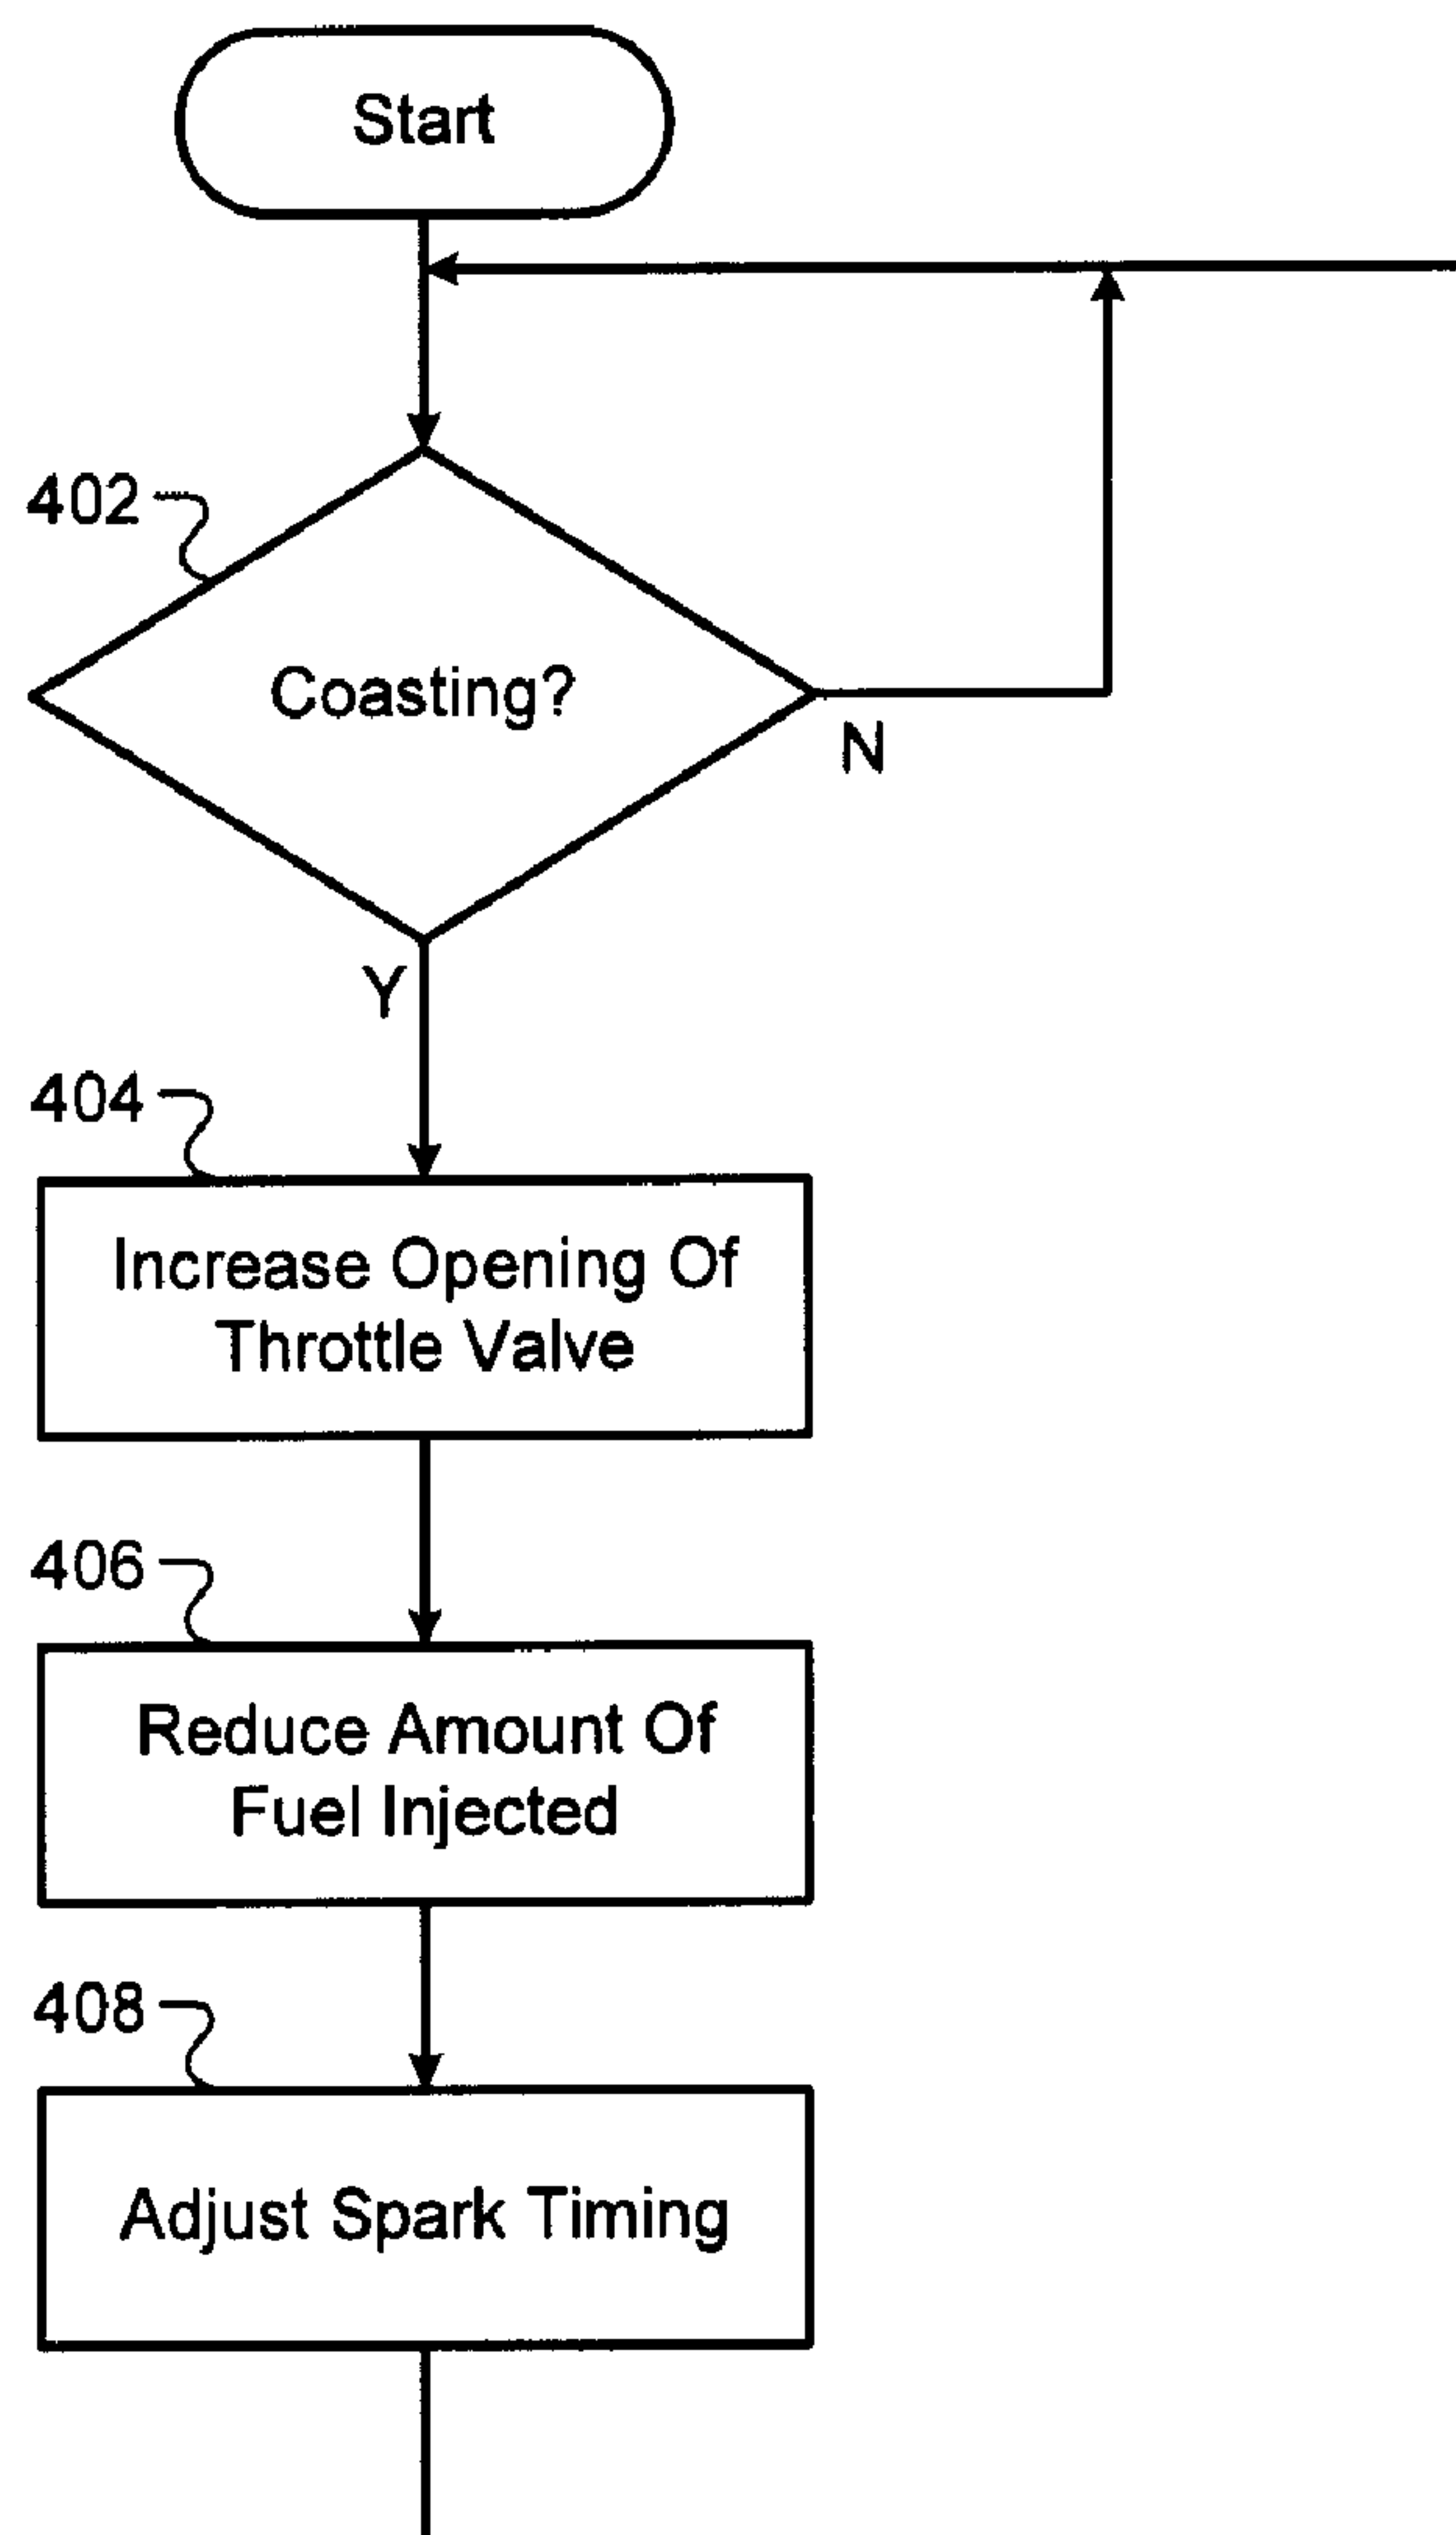 Start
402
Coasting?
N
Y
404
Increase Opening Of
Throttle Valve
406
Reduce Amount Of
Fuel Injected
408
Adjust Spark Timing